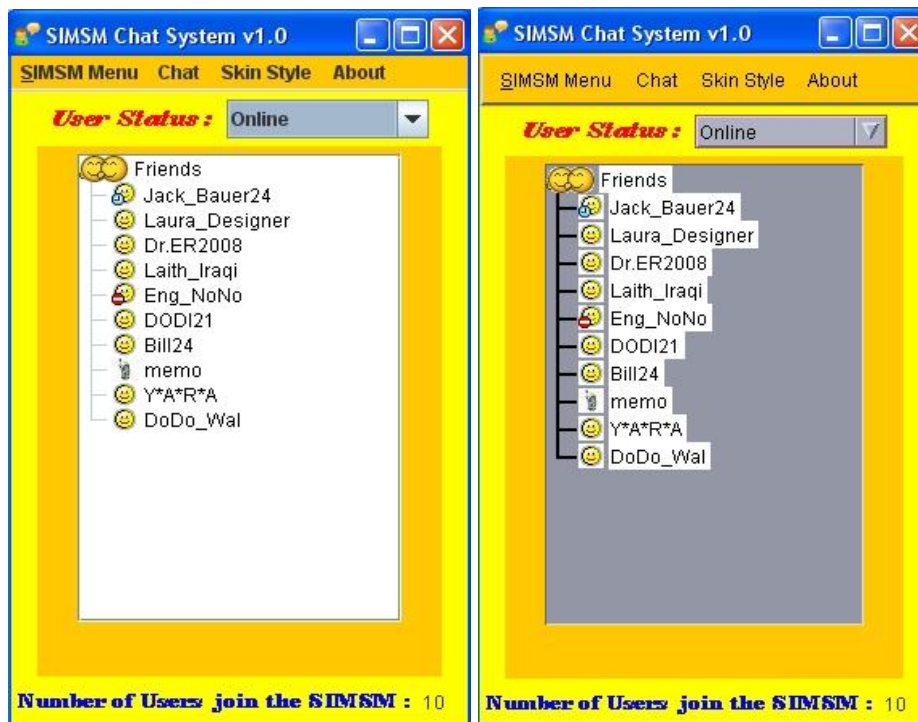 SIMSM Chat System v1.0
SIMSM Menu Chat Skin Style About
User Status : Online
Friends
Jack_Bauer24
Laura_Designer
Dr.ER2008
Laith_Iraqi
Eng_NoNo
DODI21
Bill24
memo
Y*A*R*A
DoDo_Wal
Number of Users join the SIMSM : 10
SIMSM Chat System v1.0
SIMSM Menu Chat Skin Style About
User Status : Online
Friends
Jack_Bauer24
Laura_Designer
Dr.ER2008
Laith_Iraqi
Eng_NoNo
DODI21
Bill24
memo
Y*A*R*A
DoDo_Wal
Number of Users join the SIMSM : 10